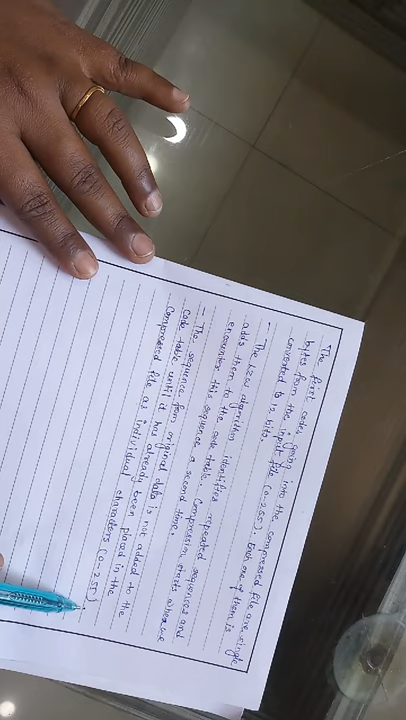 The first codes going into the compressed file are single
bytes from the input file (0-255). Each one of them is
converted to 12 bits.
- The LZW algorithm identifies repeated sequences and
adds them to the code table. Compression starts when we
encounter this sequence a second time.
- The sequence from original data is not added to the
code table until it has already been placed in the
Compressed file as individual characters (0-255)